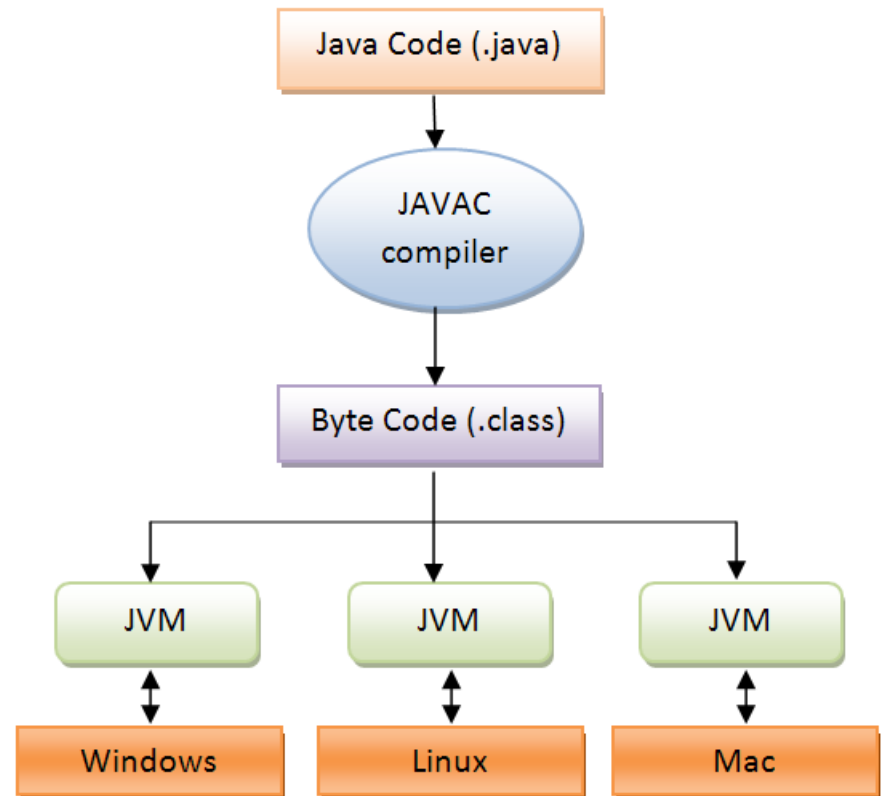 Java Code (.java)
JAVAC
compiler
Byte Code (.class)
JVM
JVM
JVM
Windows
Linux
Mac